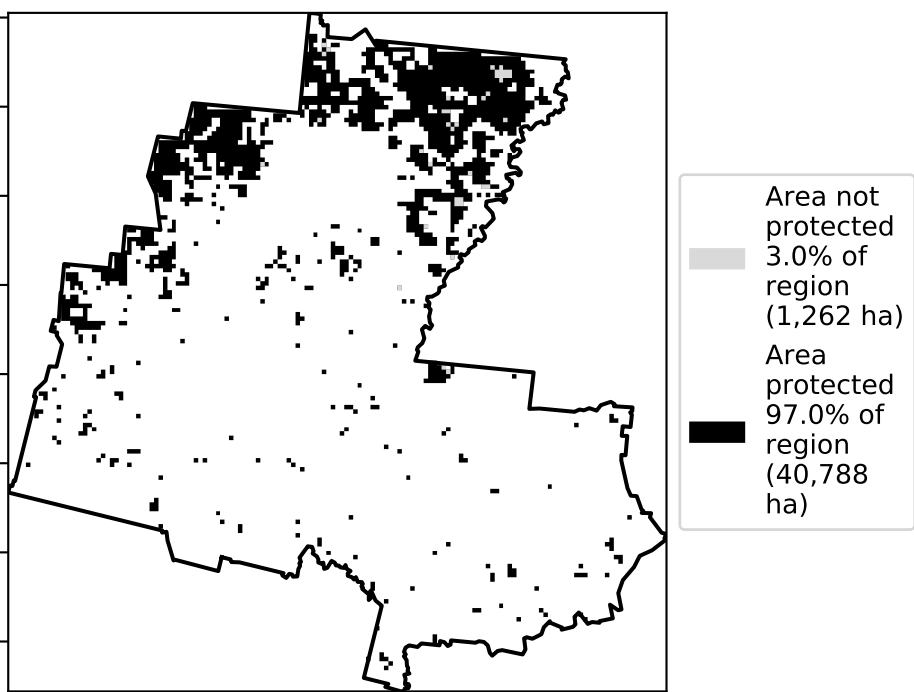 Area not
protected
3.0% of
region
(1,262 ha)
Area
protected
97.0% of
region
(40,788
ha)